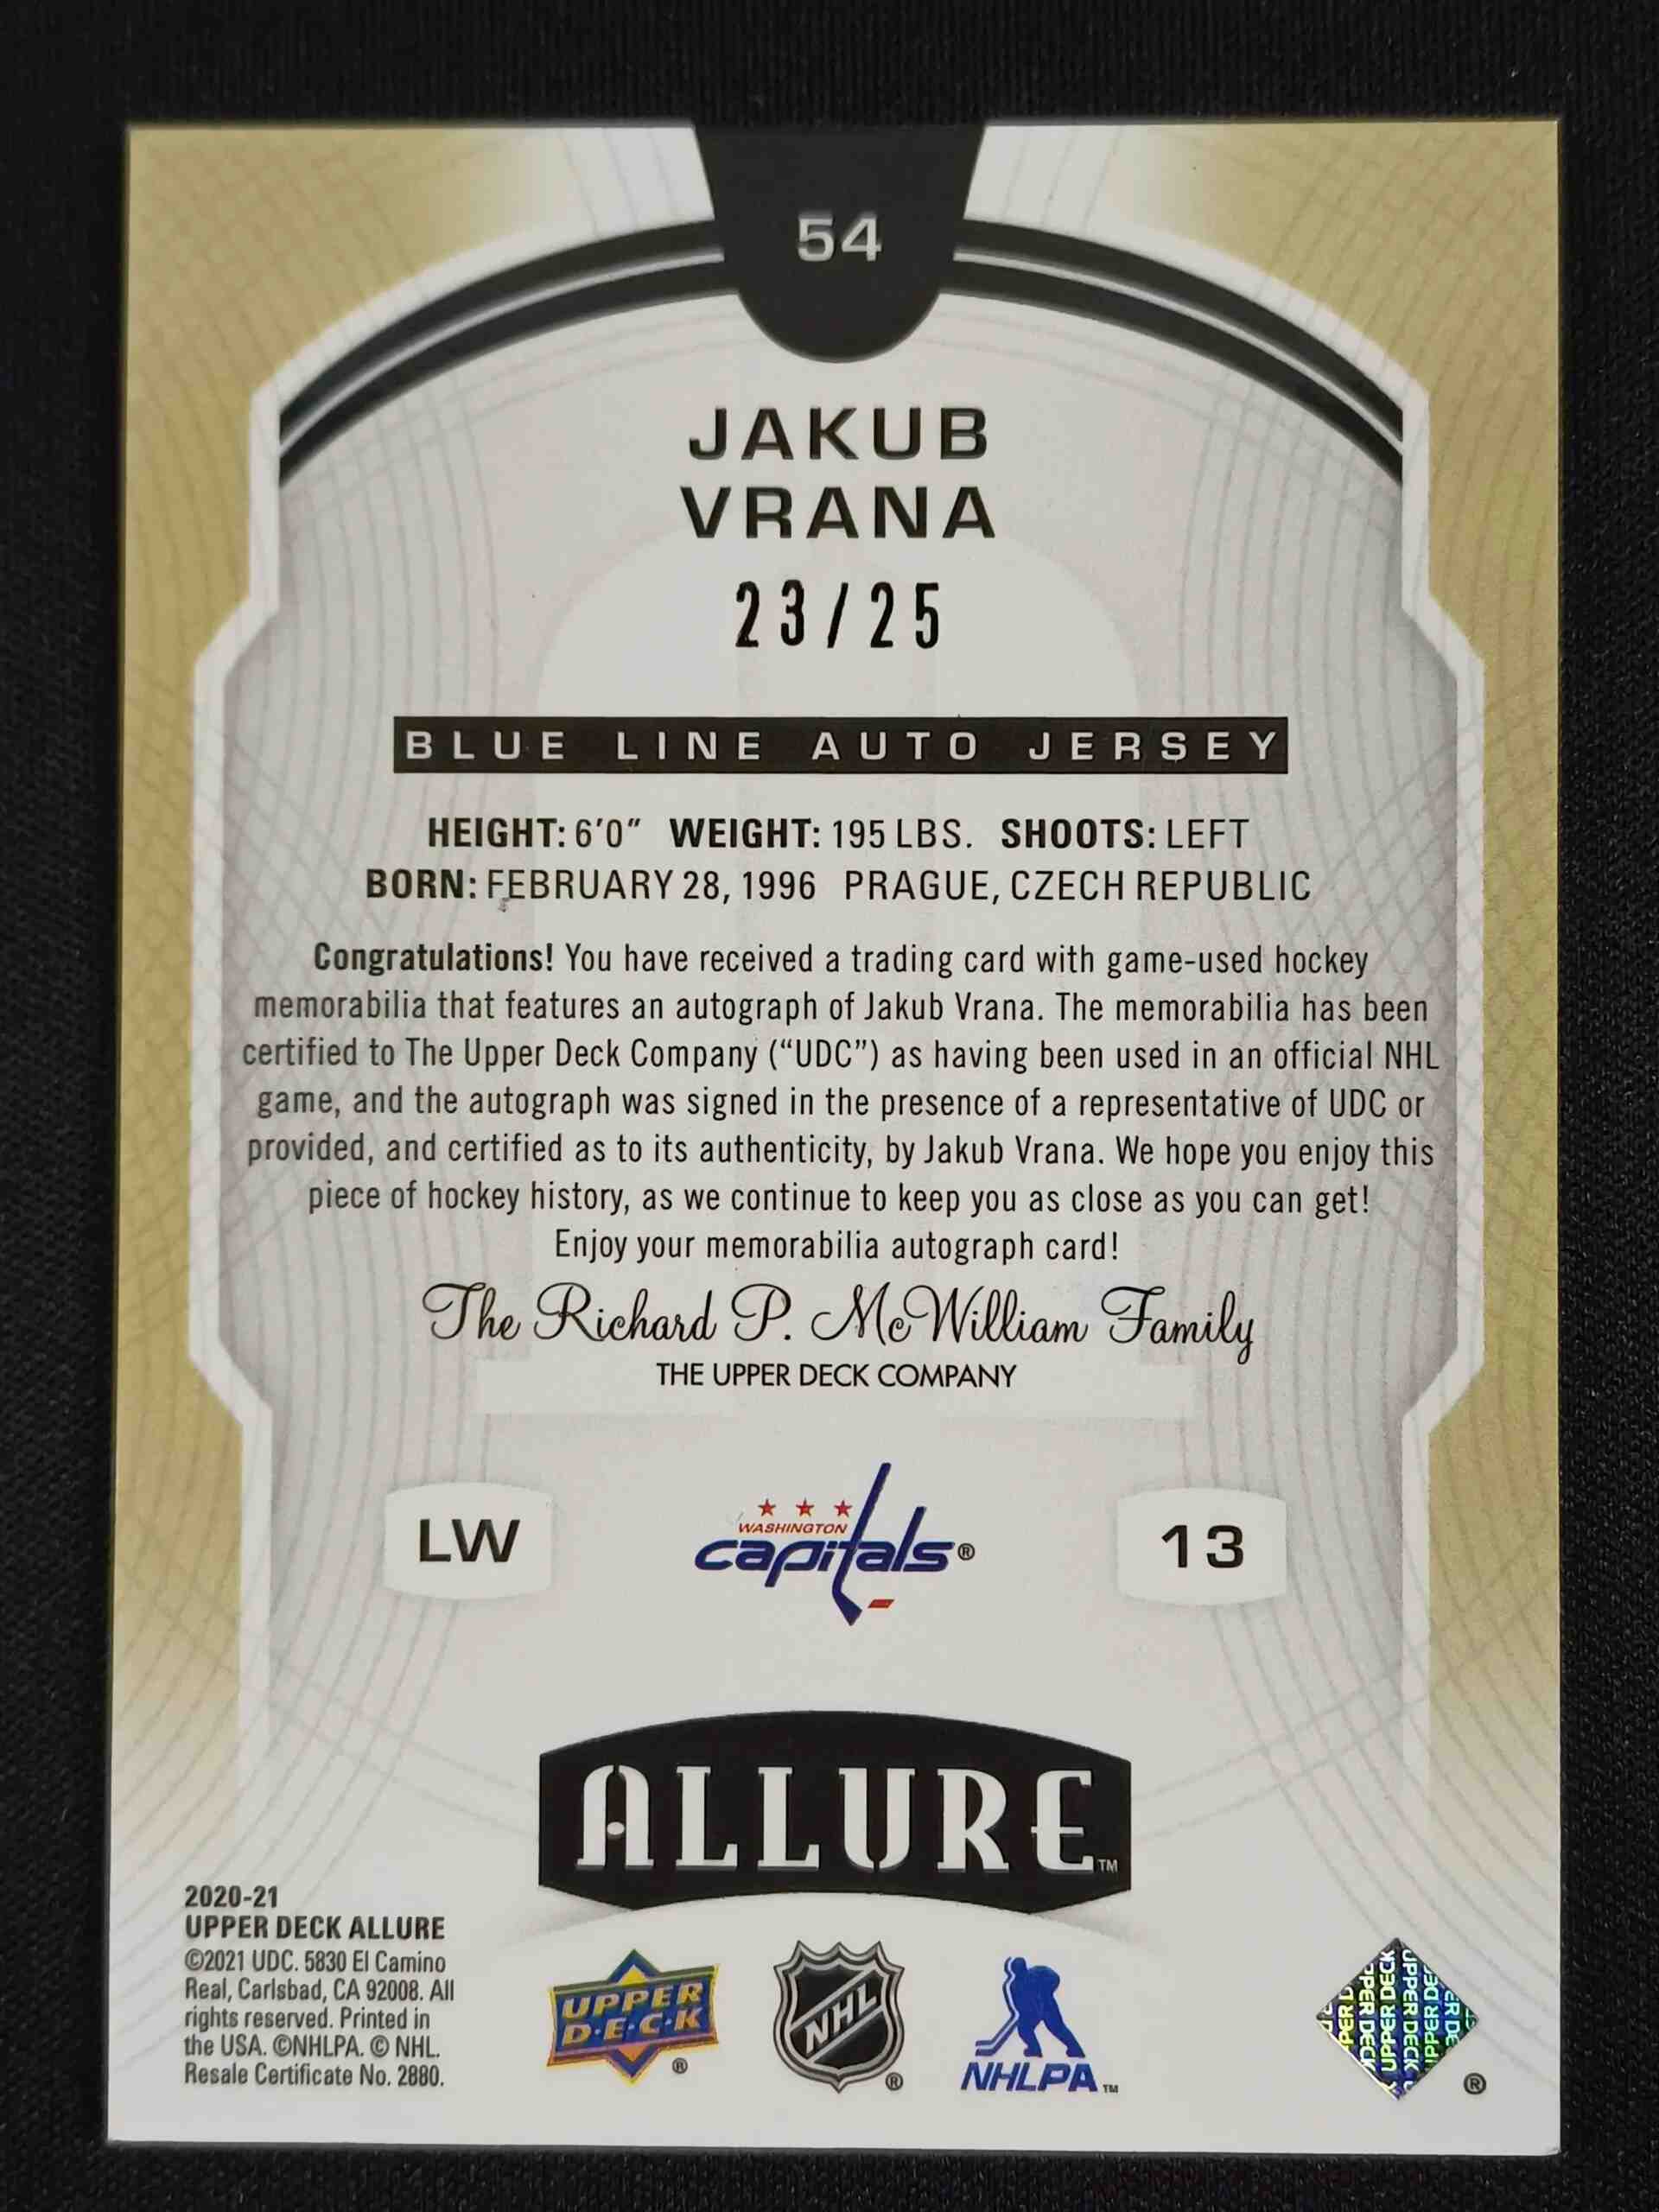 54
JAKUB
VRANA
23/25
BLUE LINE AUTO JERSEY
HEIGHT: 6'0" WEIGHT: 195 LBS. SHOOTS: LEFT
BORN: FEBRUARY 28, 1996 PRAGUE, CZECH REPUBLIC
Congratulations! You have received a trading card with game-used hockey
memorabilia that features an autograph of Jakub Vrana. The memorabilia has been
certified to The Upper Deck Company (“UDC”) as having been used in an official NHL
game, and the autograph was signed in the presence of a representative of UDC or
provided, and certified as to its authenticity, by Jakub Vrana. We hope you enjoy this
piece of hockey history, as we continue to keep you as close as you can get!
Enjoy your memorabilia autograph card!
The Richard P. McWilliam Family
THE UPPER DECK COMPANY
LW
WASHINGTON
capitals®
13
ALLURE™
2020-21
UPPER DECK ALLURE
©2021 UDC. 5830 El Camino
Real, Carlsbad, CA 92008. All
rights reserved. Printed in
the USA. ©NHLPA. © NHL.
Resale Certificate No. 2880.
UPPER
D·E·C·K
®
NHL
®
NHLPA™
UPPER DECK
®